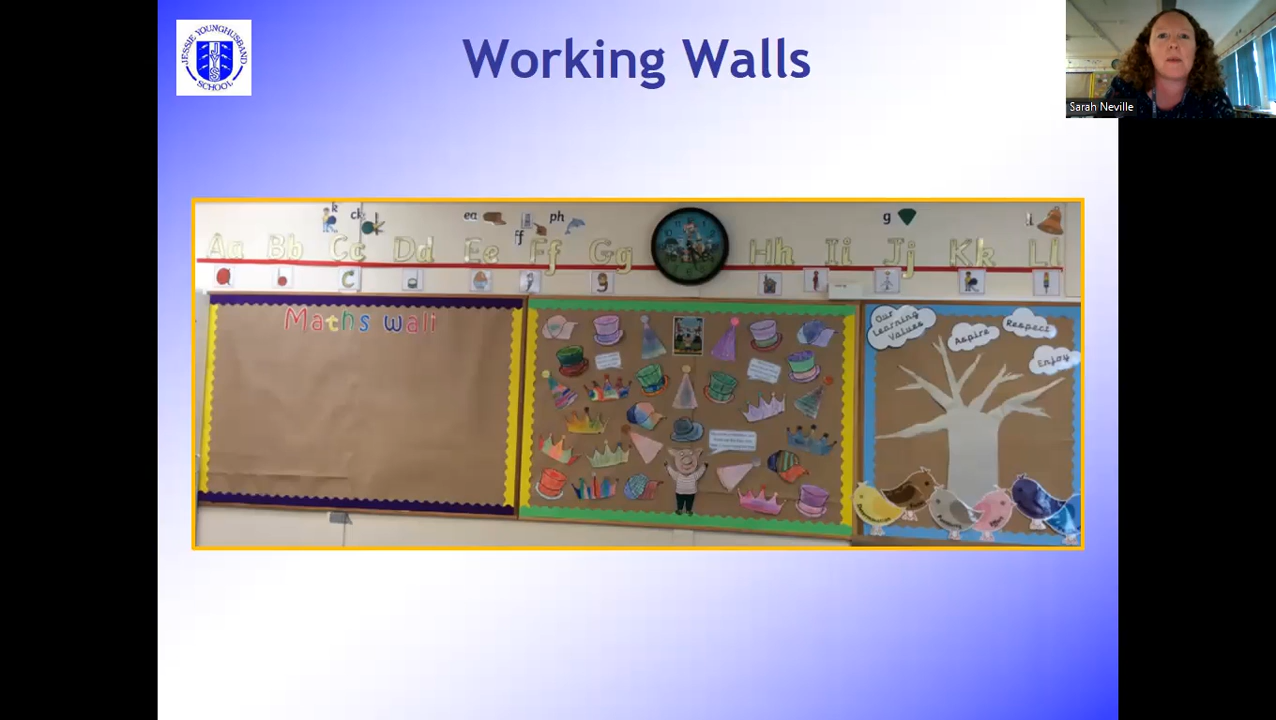 Working Walls
JESSIE YOUNGHUSBAND
SCHOOL
Sarah Neville
k
ck
ea
ff
ph
g
Aa Bb Cc Dd Ee Ff Gg Hh Ii Jj Kk Ll
C
Maths wall
Our
Learning
Values
Aspire
Respect
Enjoy